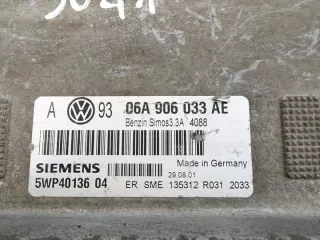 A 93 06A 906 033 AE
Benzin Simos3.3A 4088
SIEMENS Made in Germany
29.08.01
5WP40136 04 ER SME 135312 R031 2033